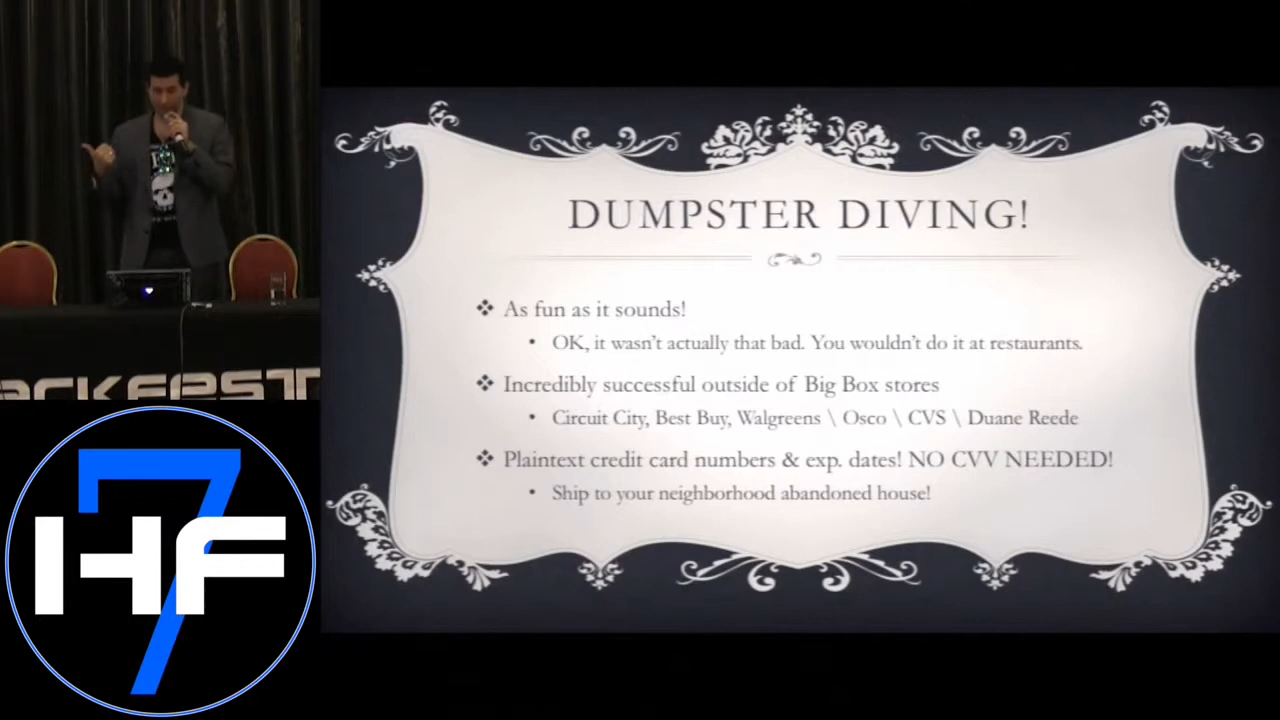 DUMPSTER DIVING!
❖ As fun as it sounds!
• OK, it wasn't actually that bad. You wouldn't do it at restaurants.
❖ Incredibly successful outside of Big Box stores
• Circuit City, Best Buy, Walgreens \ Osco \ CVS \ Duane Reede
❖ Plaintext credit card numbers & exp. dates! NO CVV NEEDED!
• Ship to your neighborhood abandoned house!
ACKFEST
7
HF